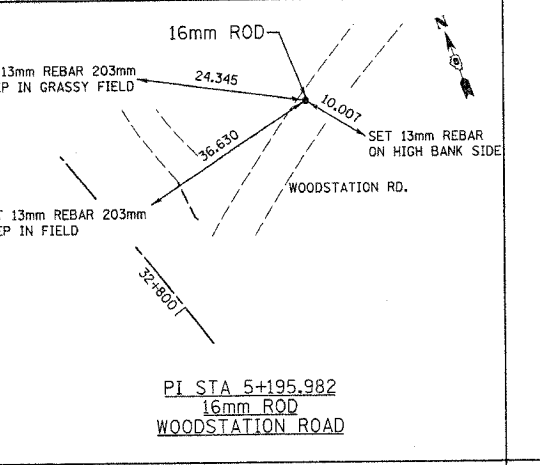 N
16mm ROD
13mm REBAR 203mm
EP IN GRASSY FIELD
24.345
10.007
36.630
SET 13mm REBAR
ON HIGH BANK SIDE
WOODSTATION RD.
T 13mm REBAR 203mm
EP IN FIELD
32+800
PI STA 5+195.982
16mm ROD
WOODSTATION ROAD